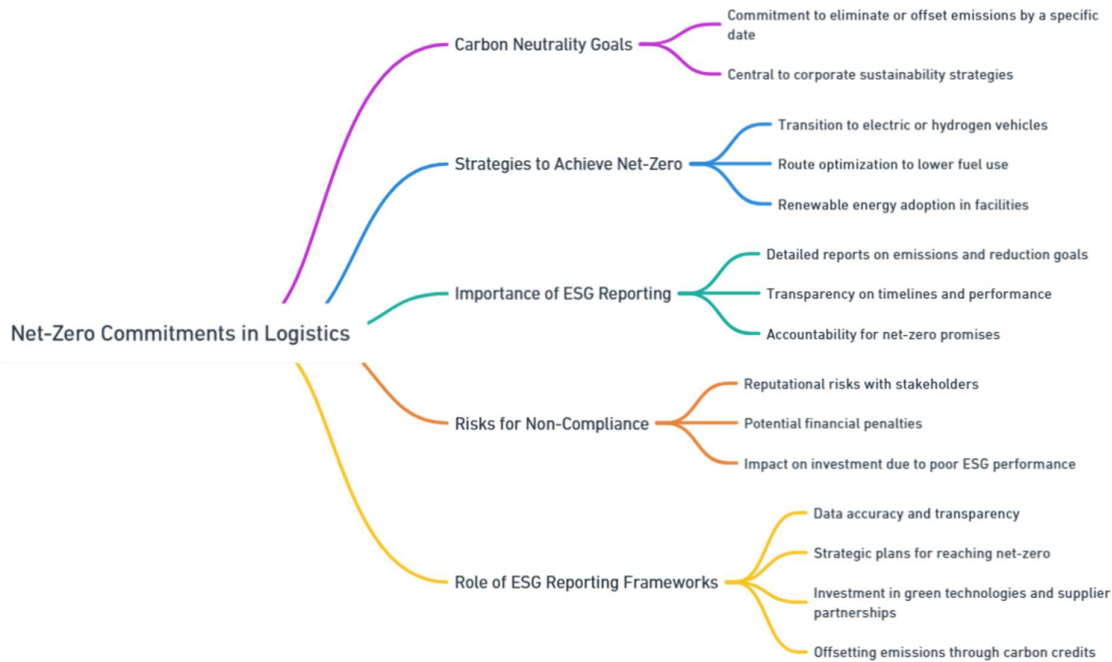 Net-Zero Commitments in Logistics
Carbon Neutrality Goals
Commitment to eliminate or offset emissions by a specific
date
Central to corporate sustainability strategies
Strategies to Achieve Net-Zero
Transition to electric or hydrogen vehicles
Route optimization to lower fuel use
Renewable energy adoption in facilities
Importance of ESG Reporting
Detailed reports on emissions and reduction goals
Transparency on timelines and performance
Accountability for net-zero promises
Risks for Non-Compliance
Reputational risks with stakeholders
Potential financial penalties
Impact on investment due to poor ESG performance
Role of ESG Reporting Frameworks
Data accuracy and transparency
Strategic plans for reaching net-zero
Investment in green technologies and supplier
partnerships
Offsetting emissions through carbon credits